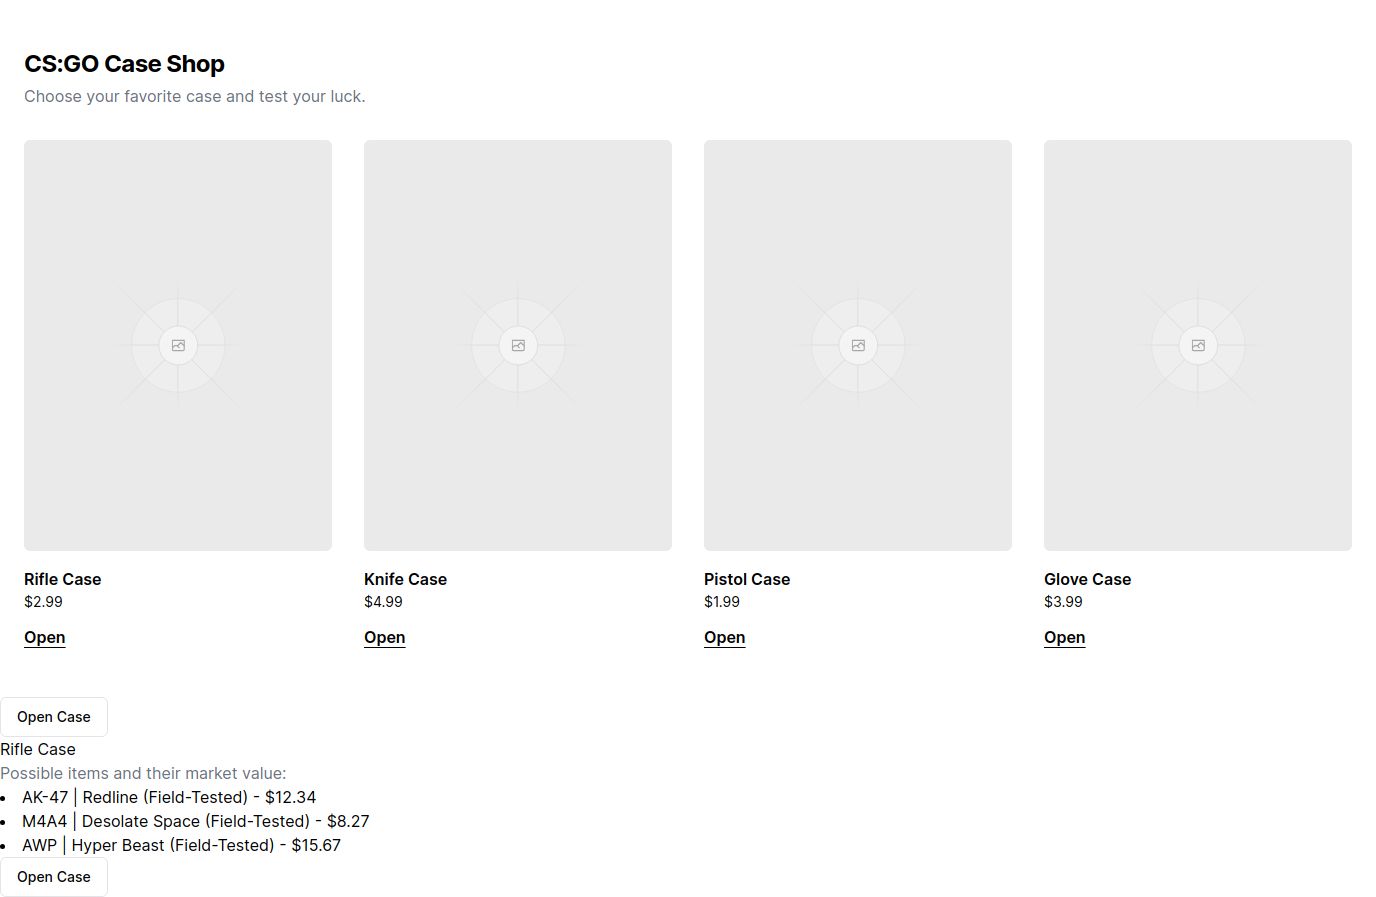 CS:GO Case Shop
Choose your favorite case and test your luck.
Rifle Case
$2.99
Open
Knife Case
$4.99
Open
Pistol Case
$1.99
Open
Glove Case
$3.99
Open
Open Case
Rifle Case
Possible items and their market value:
AK-47 | Redline (Field-Tested) - $12.34
M4A4 | Desolate Space (Field-Tested) - $8.27
AWP | Hyper Beast (Field-Tested) - $15.67
Open Case